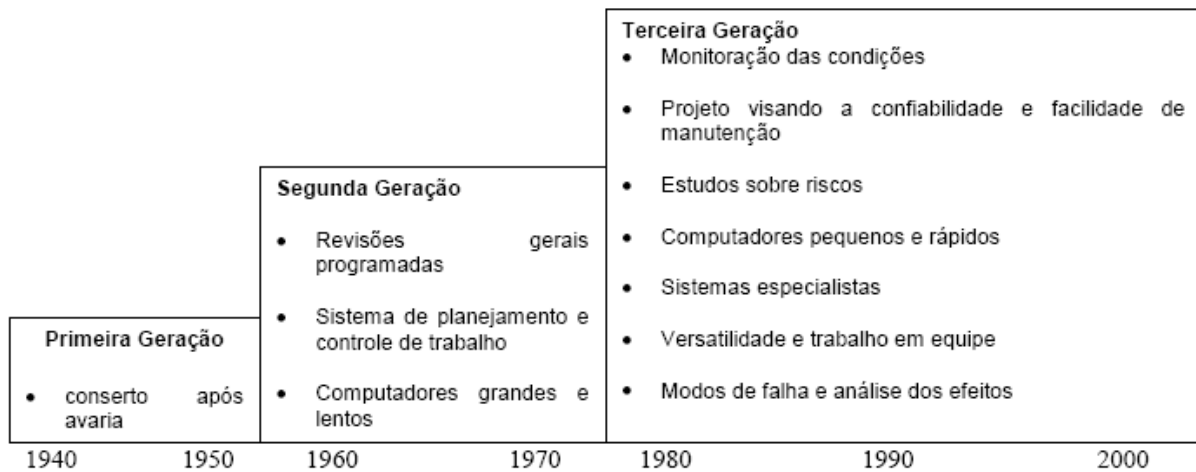 Primeira Geração
• conserto após
avaria
Segunda Geração
• Revisões gerais
programadas
• Sistema de planejamento e
controle de trabalho
• Computadores grandes e
lentos
Terceira Geração
• Monitoração das condições
• Projeto visando a confiabilidade e facilidade de
manutenção
• Estudos sobre riscos
• Computadores pequenos e rápidos
• Sistemas especialistas
• Versatilidade e trabalho em equipe
• Modos de falha e análise dos efeitos
1940 1950 1960 1970 1980 1990 2000